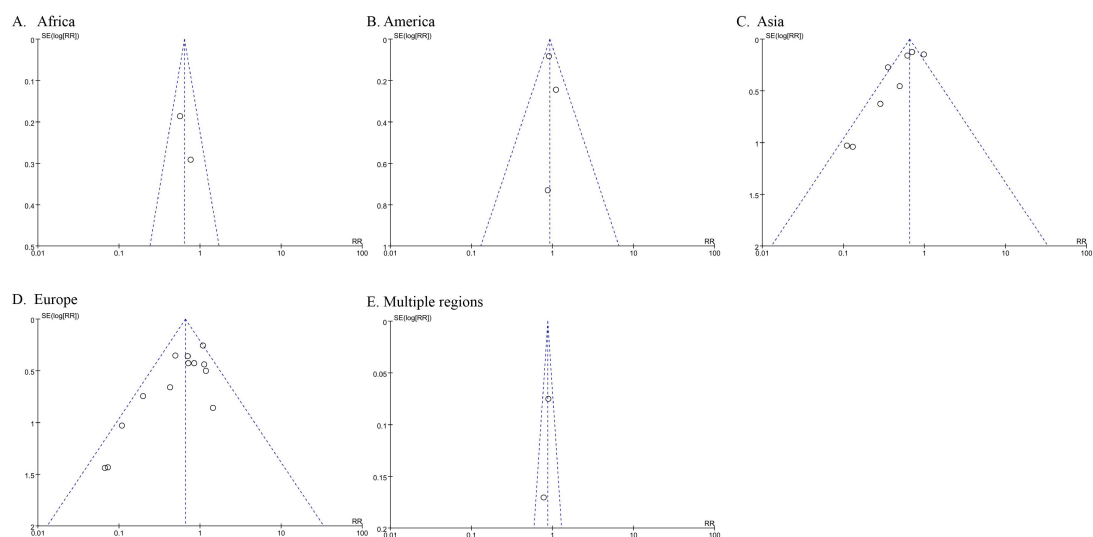 A. Africa
SE(log[RR])
0
0.1
0.2
0.3
0.4
0.5
0.01 0.1 1 10 100
RR
B. America
SE(log[RR])
0
0.2
0.4
0.6
0.8
1
0.01 0.1 1 10 100
RR
C. Asia
SE(log[RR])
0
0.5
1
1.5
2
0.01 0.1 1 10 100
RR
D. Europe
SE(log[RR])
0
0.5
1
1.5
2
0.01 0.1 1 10 100
RR
E. Multiple regions
SE(log[RR])
0
0.05
0.1
0.15
0.2
0.01 0.1 1 10 100
RR